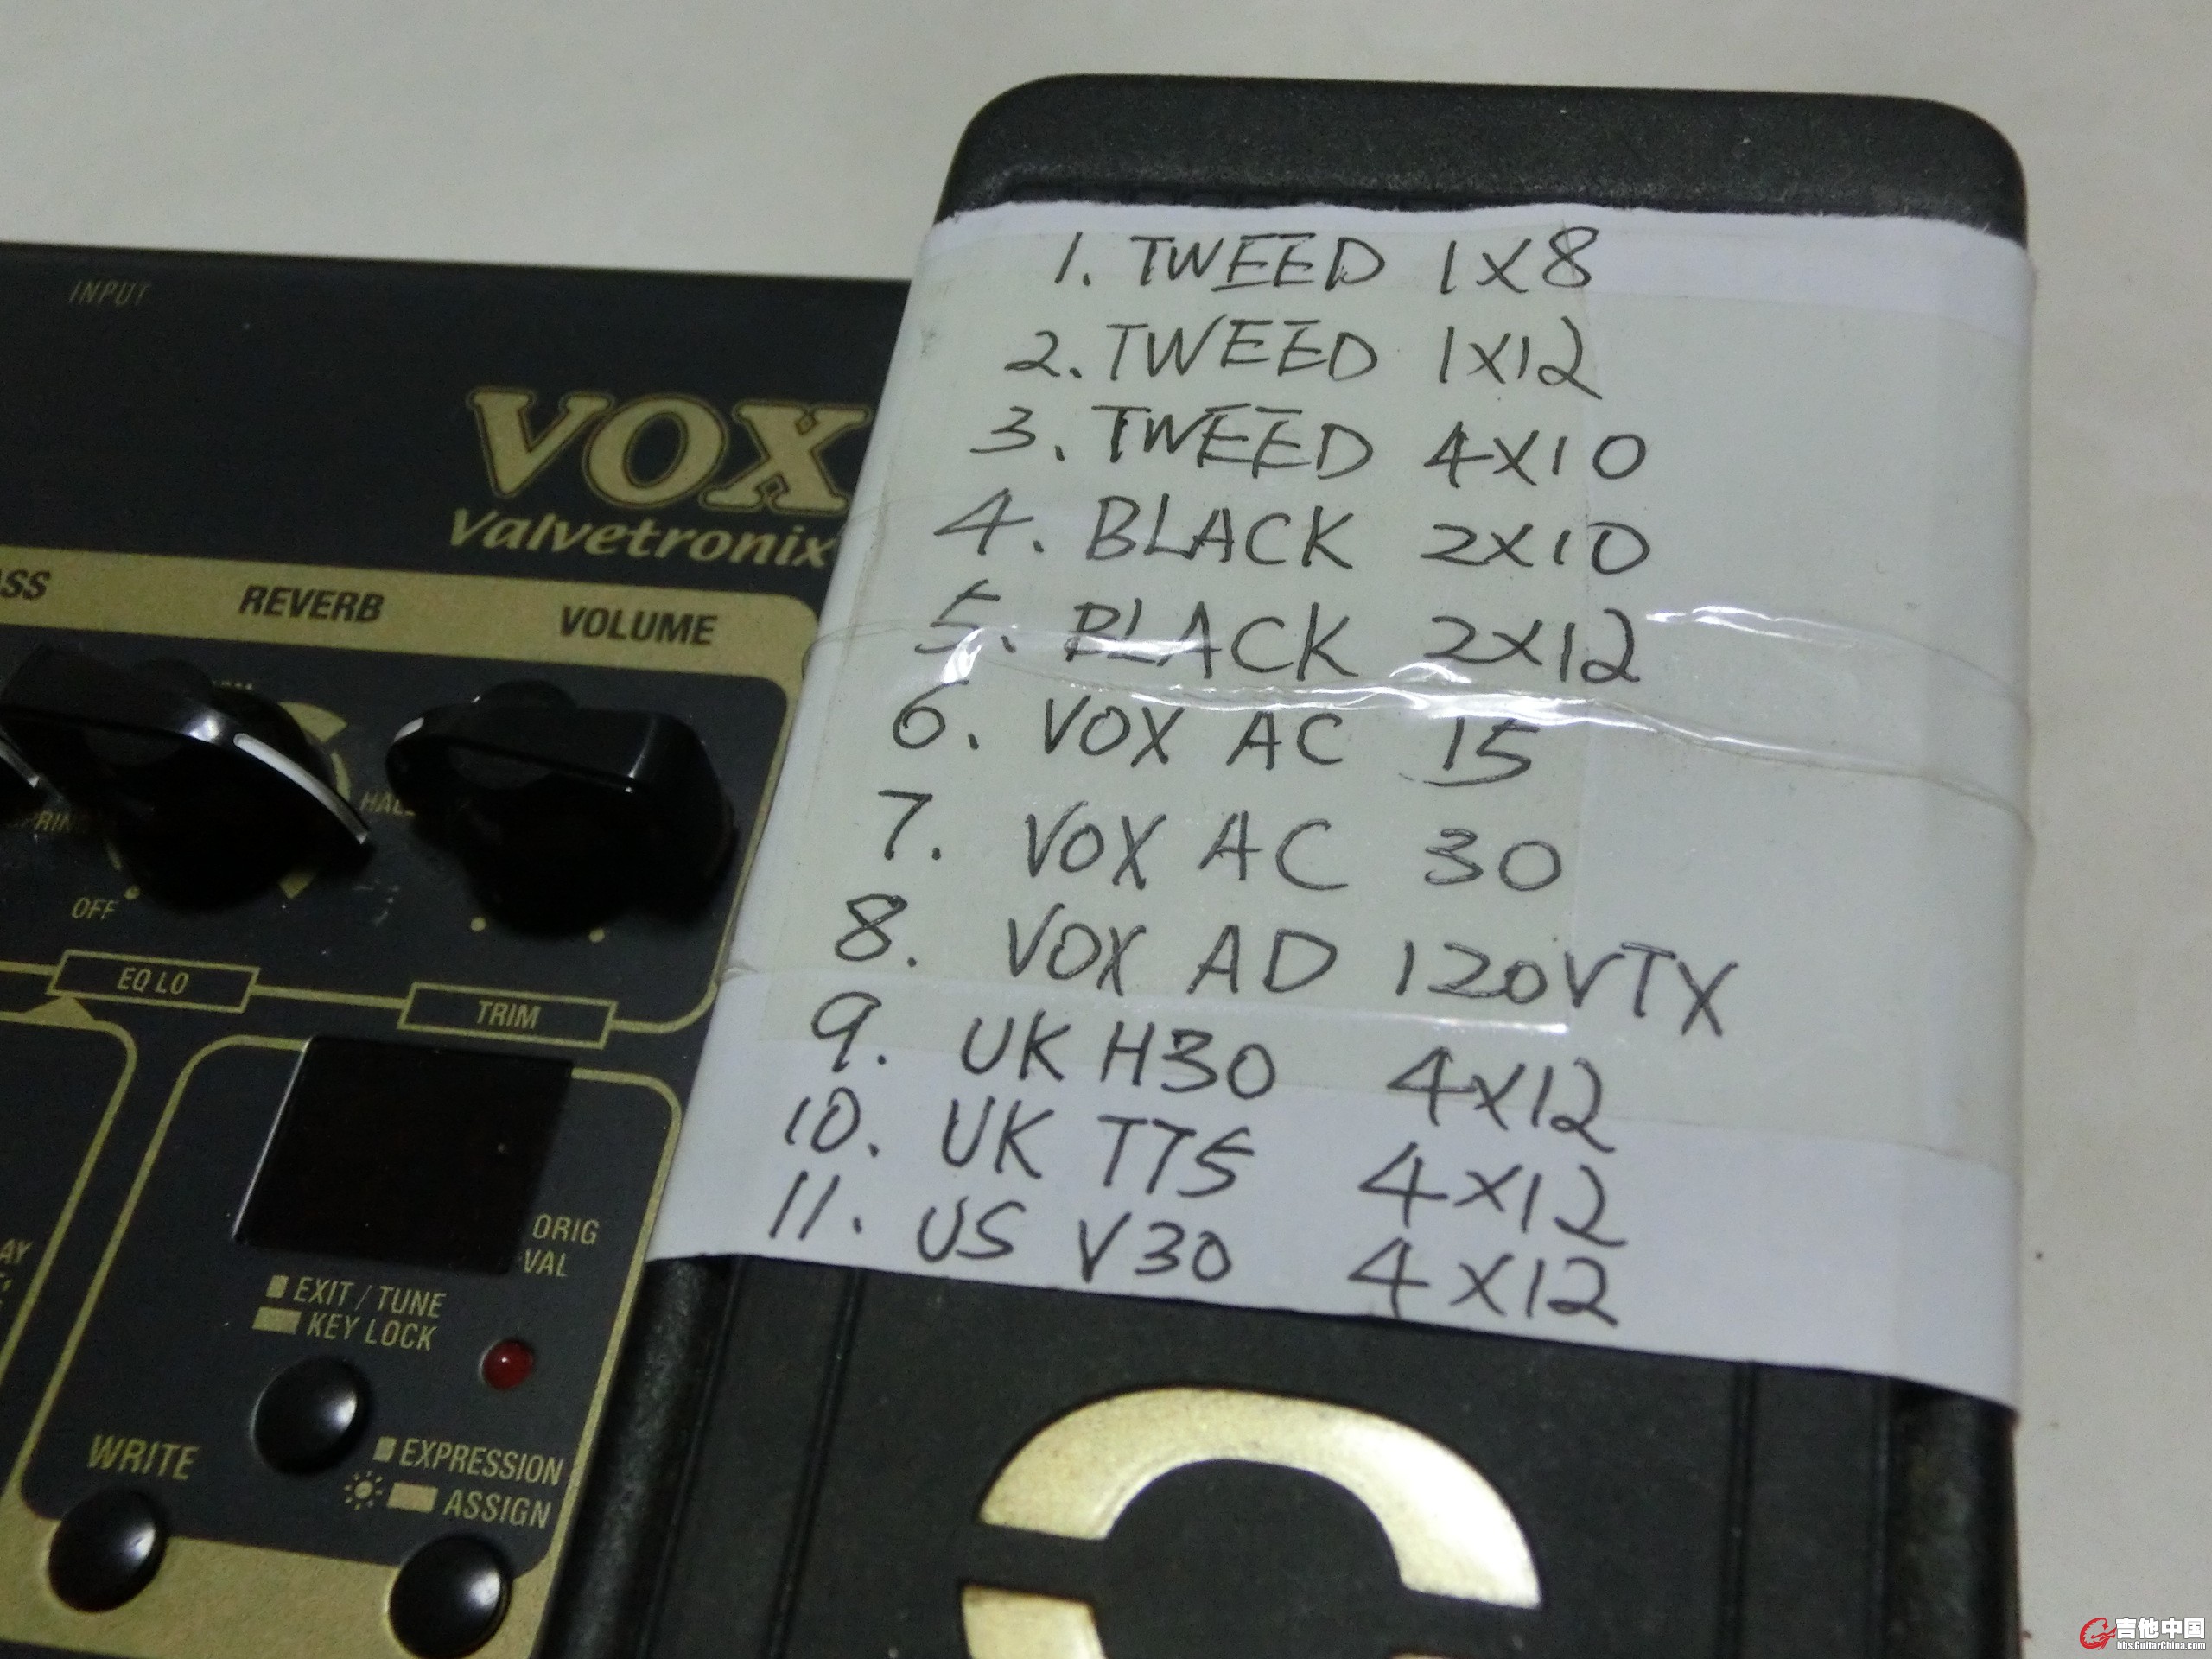 INPUT
VOX
Valvetronix
REVERB
VOLUME
OFF
EQ LO
TRIM
ORIG
VAL
EXIT / TUNE
KEY LOCK
WRITE
EXPRESSION
ASSIGN
1. TWEED 1X8
2. TWEED 1X12
3. TWEED 4X10
4. BLACK 2X10
5. BLACK 2X12
6. VOX AC 15
7. VOX AC 30
8. VOX AD 120VTX
9. UK H30 4X12
10. UK T75 4X12
11. US V30 4X12
吉他中国
bbs.GuitarChina.com